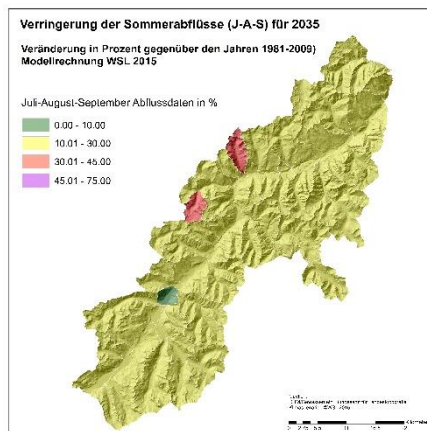 Verringerung der Sommerabflüsse (J-A-S) für 2035
Veränderung in Prozent gegenüber den Jahren 1981-2009)
Modellrechnung WSL 2015
Juli-August-September Abflussdaten in %
0.00 - 10.00
10.01 - 30.00
30.01 - 45.00
45.01 - 75.00